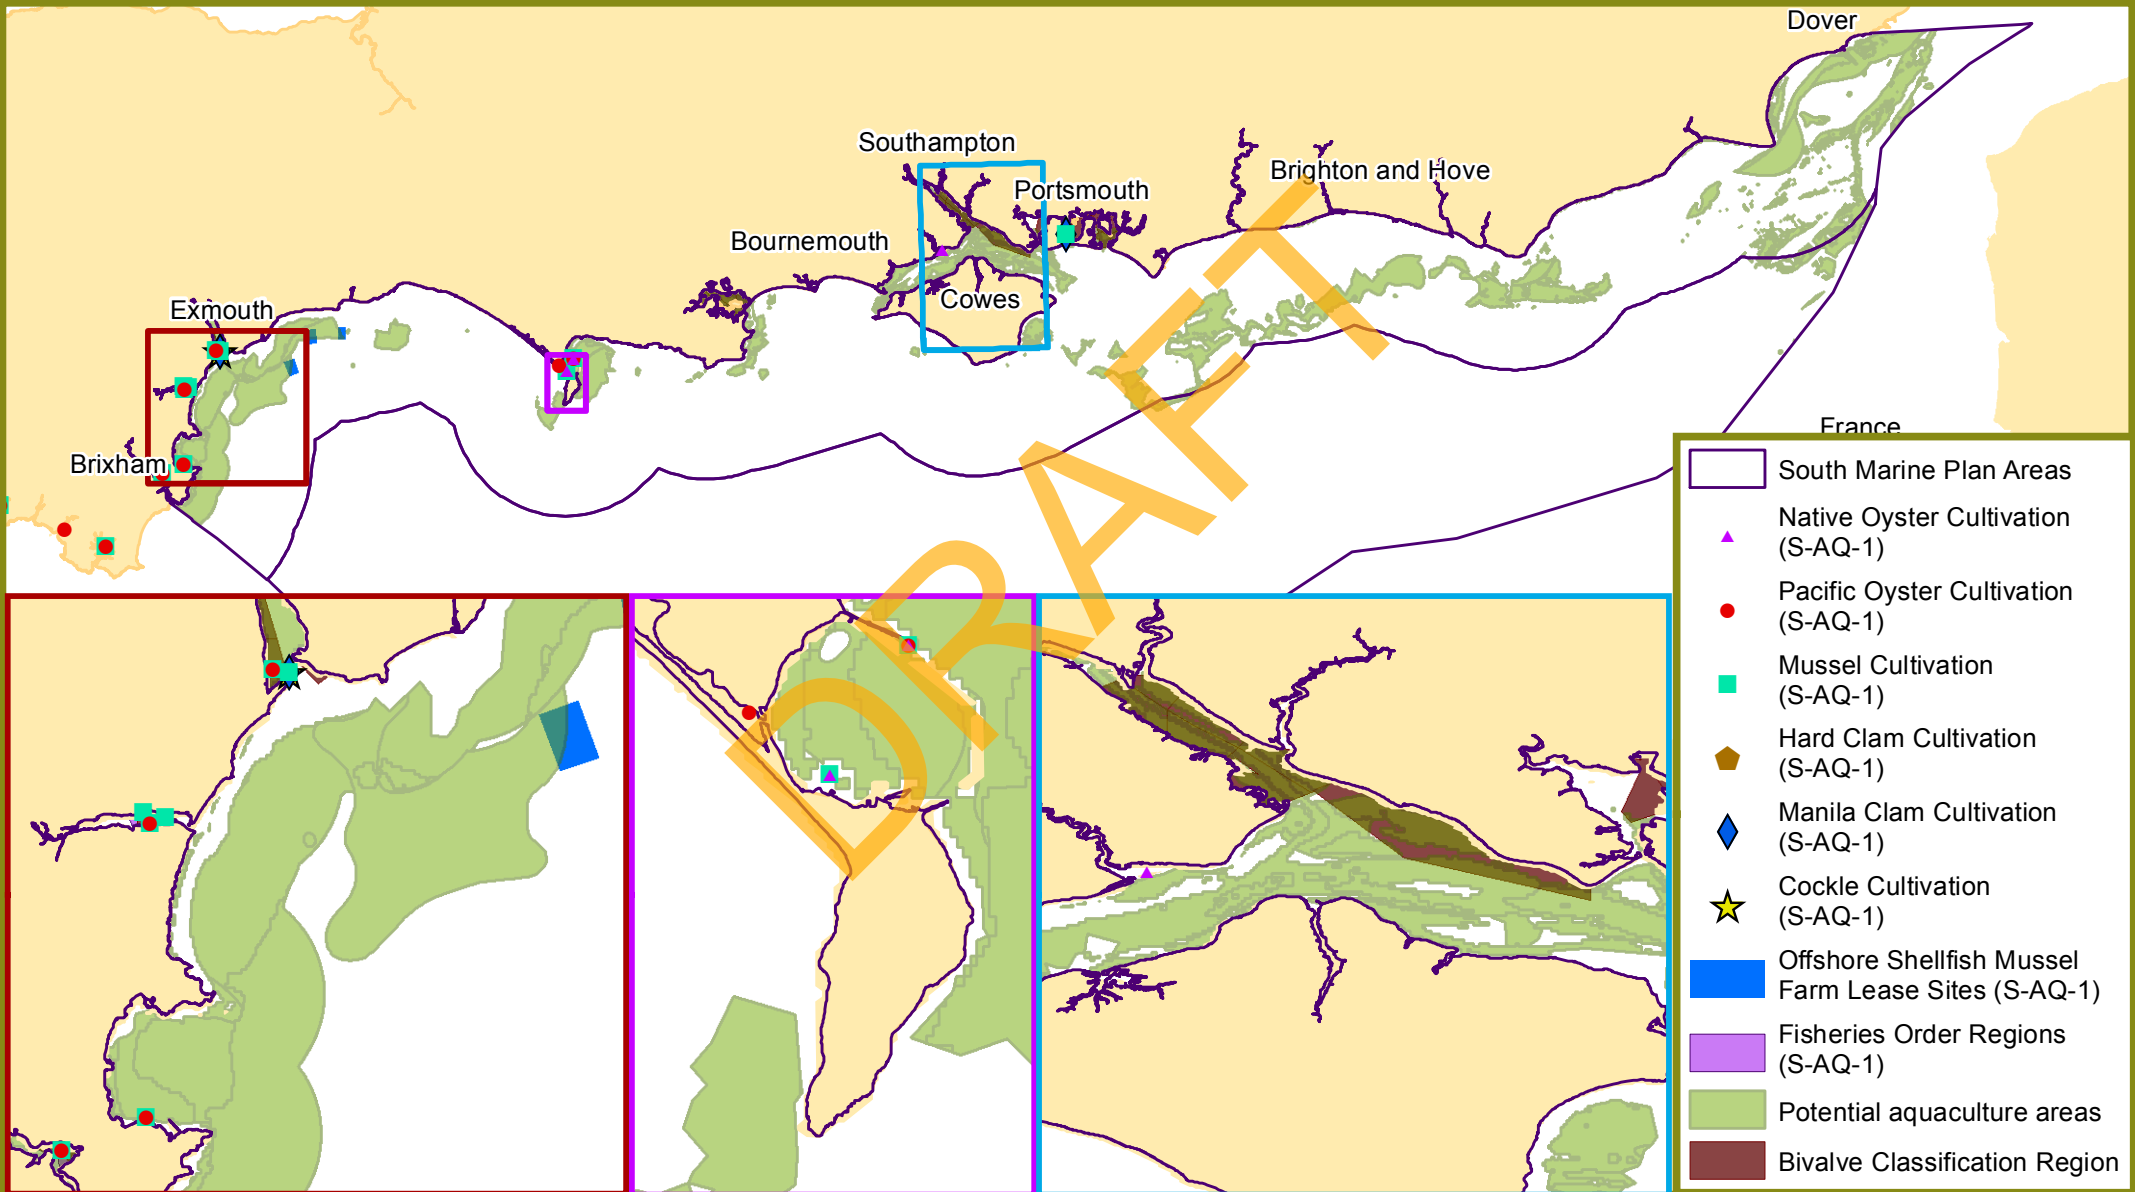 Dover
Southampton
Portsmouth
Brighton and Hove
Bournemouth
Cowes
Exmouth
Brixham
France
DRAFT
South Marine Plan Areas
Native Oyster Cultivation
(S-AQ-1)
Pacific Oyster Cultivation
(S-AQ-1)
Mussel Cultivation
(S-AQ-1)
Hard Clam Cultivation
(S-AQ-1)
Manila Clam Cultivation
(S-AQ-1)
Cockle Cultivation
(S-AQ-1)
Offshore Shellfish Mussel
Farm Lease Sites (S-AQ-1)
Fisheries Order Regions
(S-AQ-1)
Potential aquaculture areas
Bivalve Classification Region